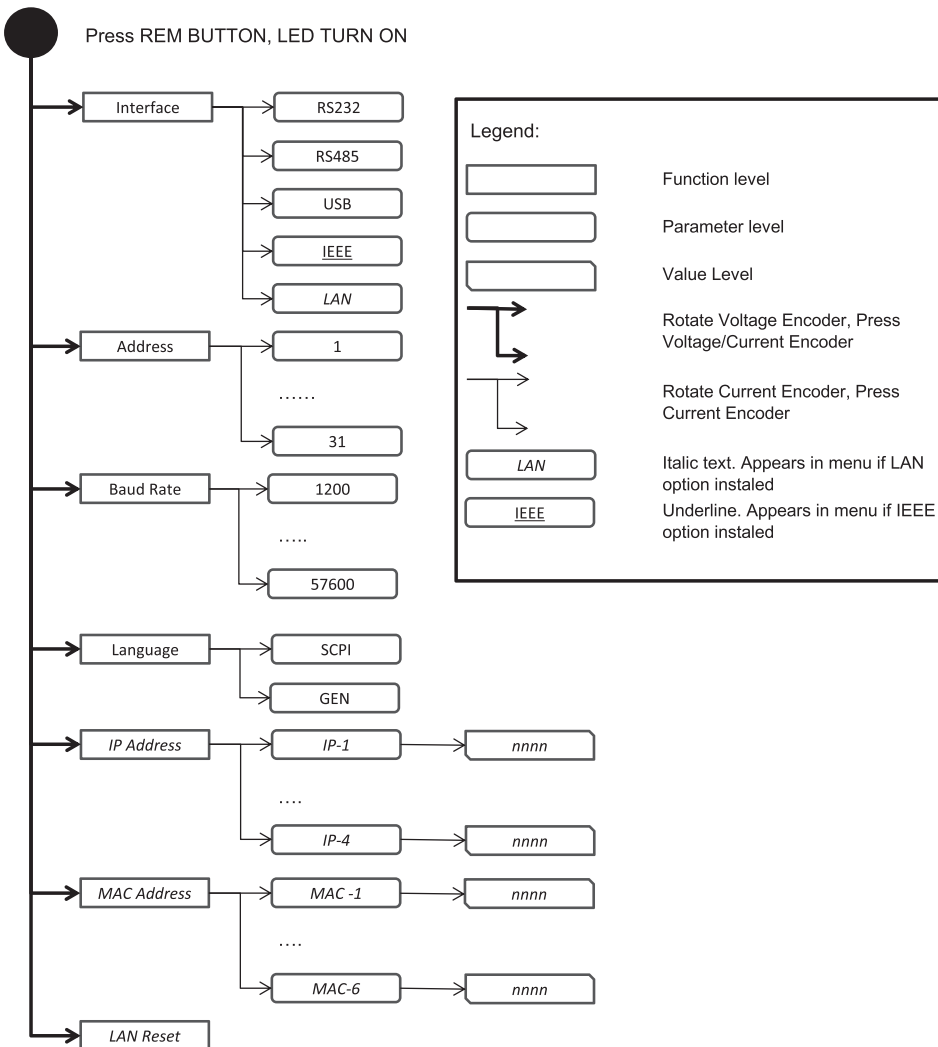 Press REM BUTTON, LED TURN ON
Interface
RS232
RS485
USB
IEEE
LAN
Address
1
......
31
Baud Rate
1200
.....
57600
Language
SCPI
GEN
IP Address
IP-1
nnnn
....
IP-4
nnnn
MAC Address
MAC -1
nnnn
....
MAC-6
nnnn
LAN Reset
Legend:
Function level
Parameter level
Value Level
Rotate Voltage Encoder, Press
Voltage/Current Encoder
Rotate Current Encoder, Press
Current Encoder
LAN
Italic text. Appears in menu if LAN
option instaled
IEEE
Underline. Appears in menu if IEEE
option instaled